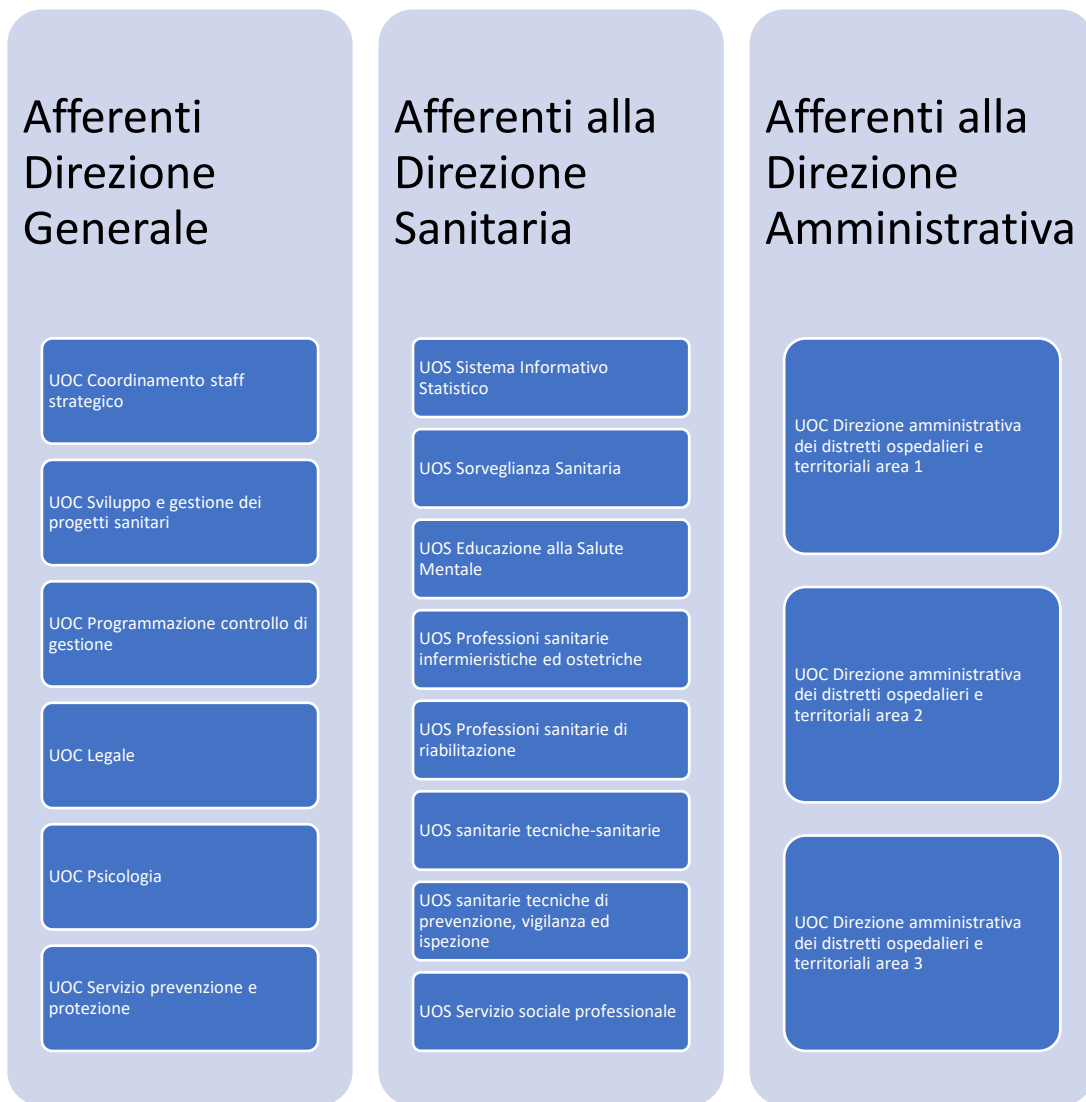 Afferenti
Direzione
Generale
UOC Coordinamento staff
strategico
UOC Sviluppo e gestione dei
progetti sanitari
UOC Programmazione controllo di
gestione
UOC Legale
UOC Psicologia
UOC Servizio prevenzione e
protezione
Afferenti alla
Direzione
Sanitaria
UOS Sistema Informativo
Statistico
UOS Sorveglianza Sanitaria
UOS Educazione alla Salute
Mentale
UOS Professioni sanitarie
infermieristiche ed ostetriche
UOS Professioni sanitarie di
riabilitazione
UOS sanitarie tecniche-sanitarie
UOS sanitarie tecniche di
prevenzione, vigilanza ed
ispezione
UOS Servizio sociale professionale
Afferenti alla
Direzione
Amministrativa
UOC Direzione amministrativa
dei distretti ospedalieri e
territoriali area 1
UOC Direzione amministrativa
dei distretti ospedalieri e
territoriali area 2
UOC Direzione amministrativa
dei distretti ospedalieri e
territoriali area 3